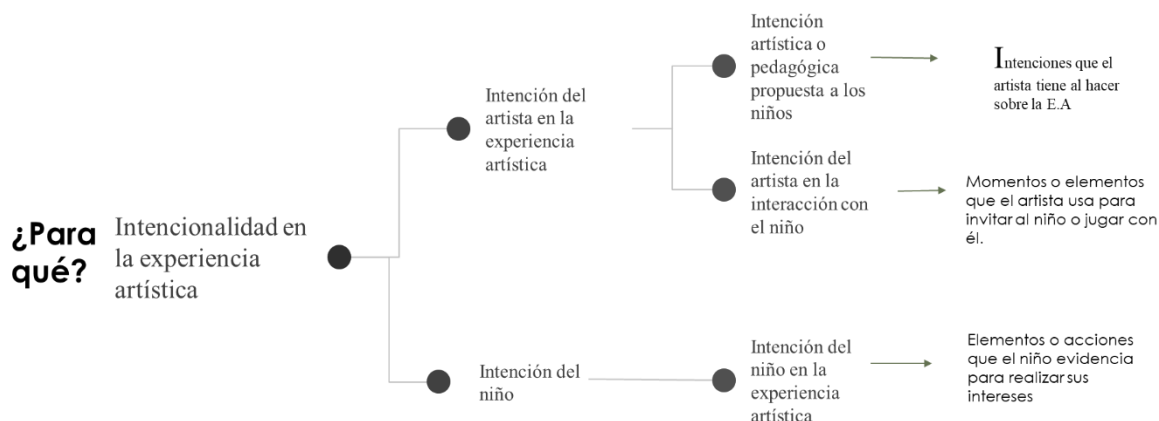 ¿Para
qué?
Intencionalidad en
la experiencia
artística
Intención del
artista en la
experiencia
artística
Intención
artística o
pedagógica
propuesta a los
niños
Intenciones que el
artista tiene al hacer
sobre la E.A
Intención del
artista en la
interacción con
el niño
Momentos o elementos
que el artista usa para
invitar al niño o jugar con
él.
Intención del
niño
Intención del
niño en la
experiencia
artística
Elementos o acciones
que el niño evidencia
para realizar sus
intereses